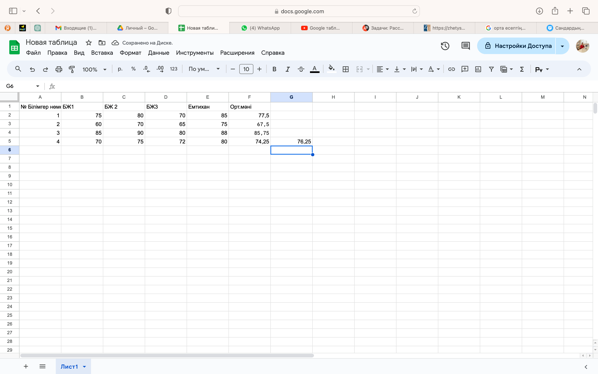 Личный — Go...
Новая табли...
(4) WhatsApp
Google табл...
Задачи: Расс...
https://chatya...
орта есептің...
Сандардың...
docs.google.com
Входящие (1)...
Новая таблица
Сохранено на Диске.
Файл Правка Вид Вставка Формат Данные Инструменты Расширения Справка
Настройки Доступа
100% р. % .0 .00 123 По ум... − 10 + B I A
G6 fx
A B C D E F G H I J K L M N
1 № Білімгер нөмі БЖ1 БЖ 2 БЖ3 Емтихан Орт.мәні
2 1 75 80 70 85 77,5
3 2 60 70 65 75 67,5
4 3 85 90 80 88 85,75
5 4 70 75 72 80 74,25 76,25
6
7
8
9
10
11
12
13
14
15
16
17
18
19
20
21
22
23
24
25
26
27
28
29
Лист1